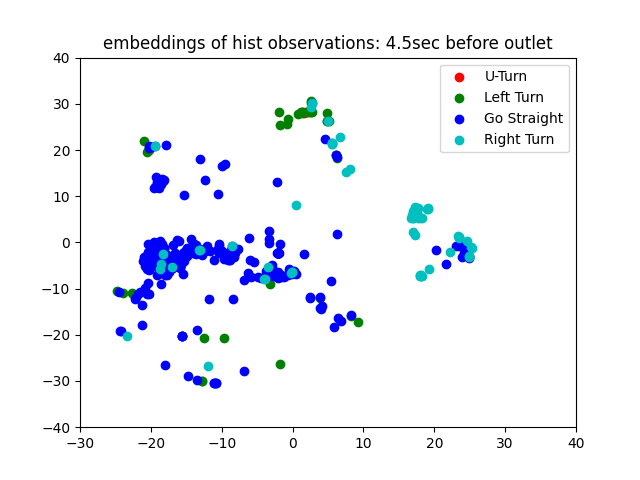 embeddings of hist observations: 4.5sec before outlet
U-Turn
Left Turn
Go Straight
Right Turn
40
30
20
10
0
−10
−20
−30
−40
−30 −20 −10 0 10 20 30 40